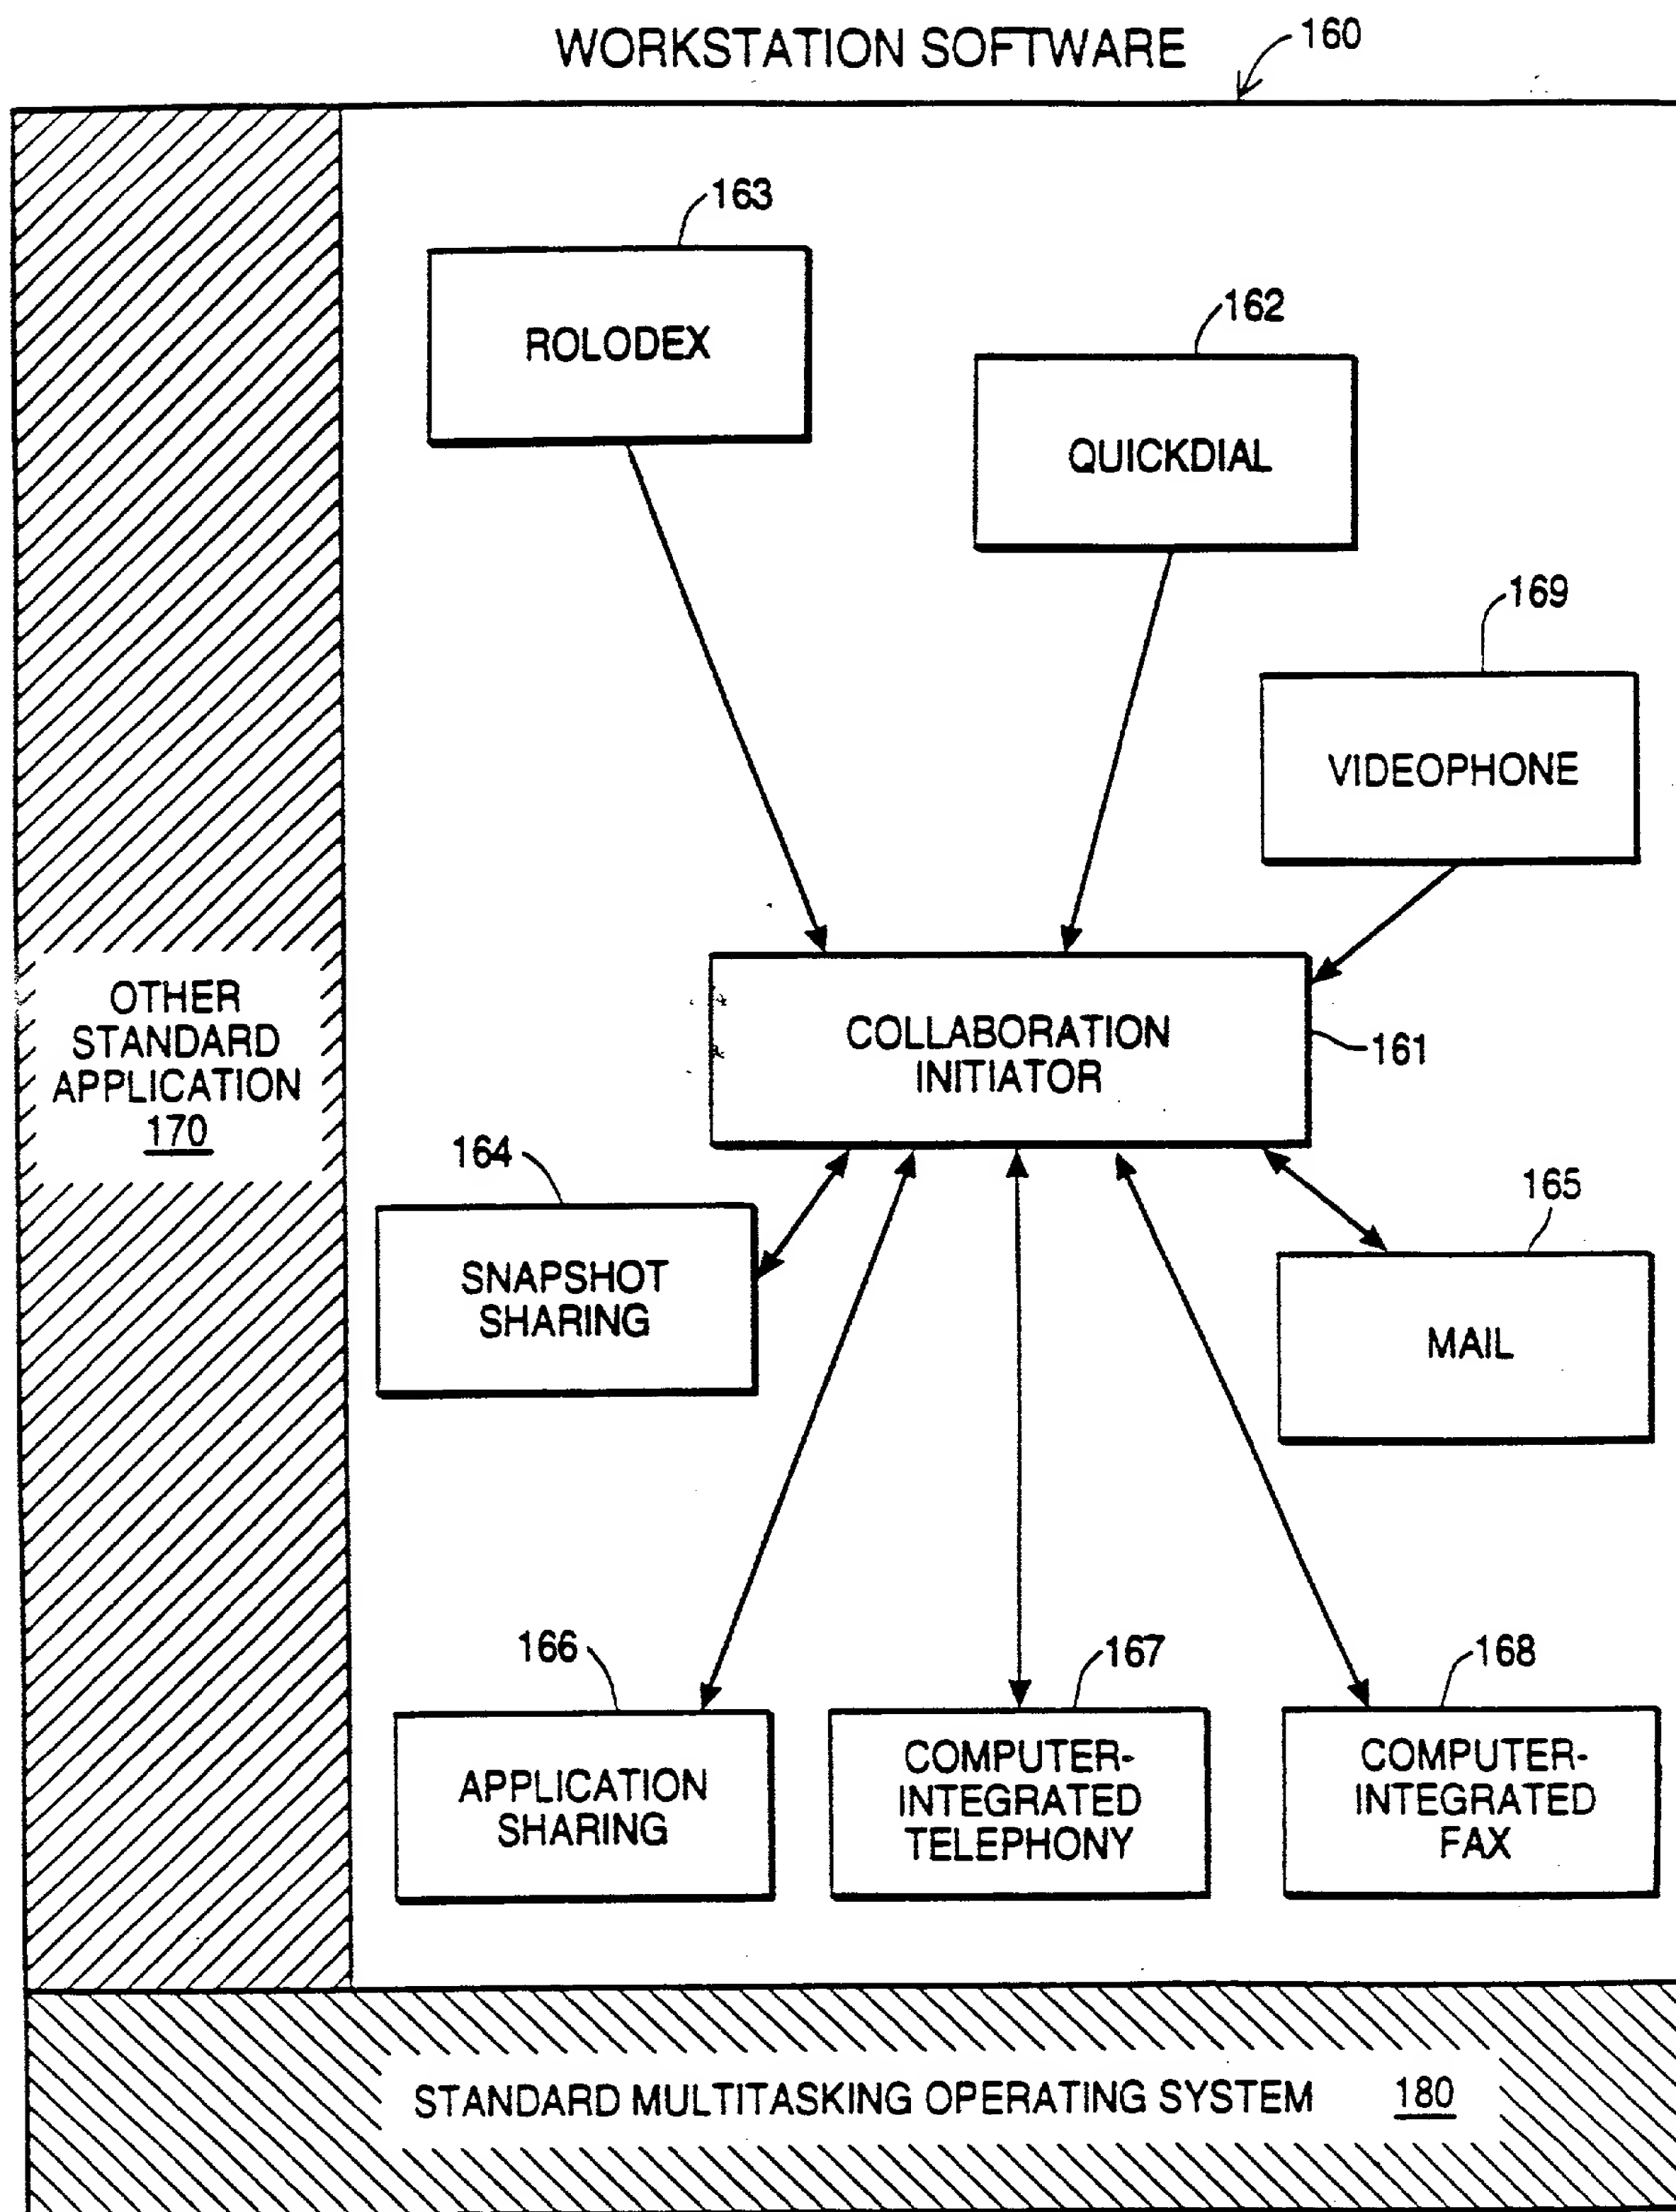 WORKSTATION SOFTWARE
160
163
ROLODEX
162
QUICKDIAL
169
VIDEOPHONE
COLLABORATION
INITIATOR
161
OTHER
STANDARD
APPLICATION
170
164
SNAPSHOT
SHARING
165
MAIL
166
APPLICATION
SHARING
167
COMPUTER-
INTEGRATED
TELEPHONY
168
COMPUTER-
INTEGRATED
FAX
STANDARD MULTITASKING OPERATING SYSTEM 180